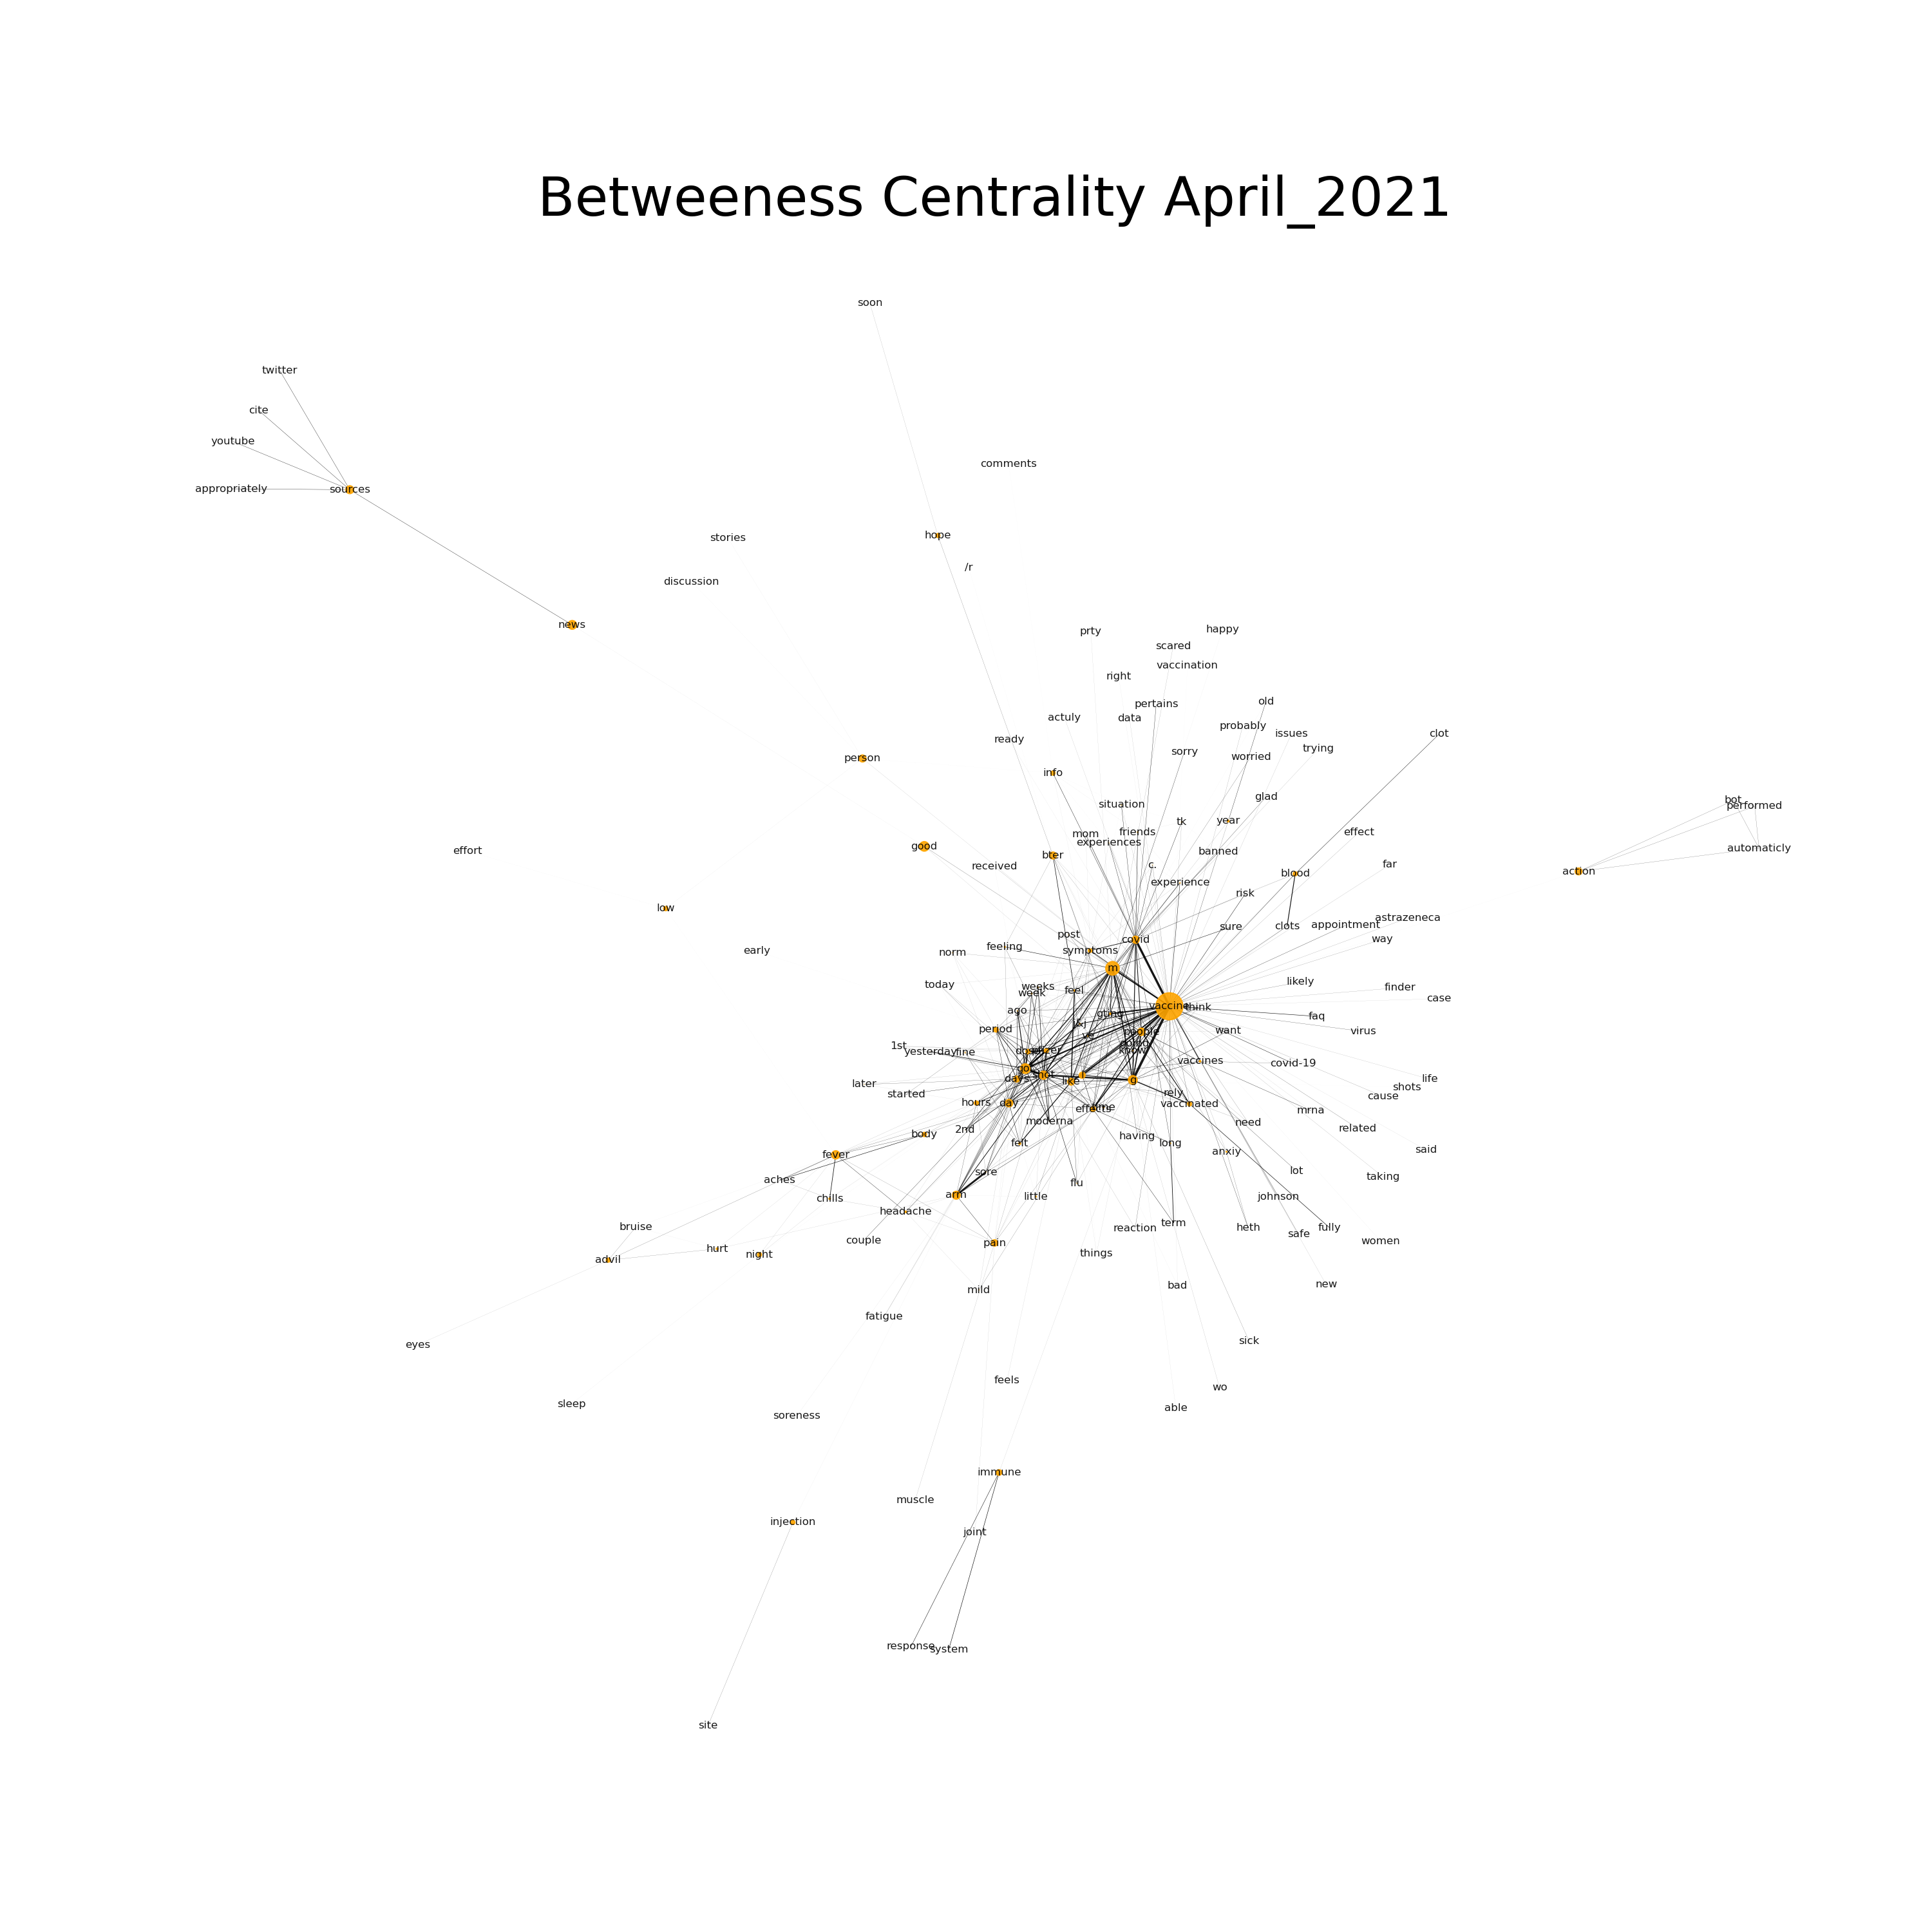 Betweeness Centrality April_2021
soon
twitter
cite
youtube
appropriately
sources
comments
hope
stories
/r
discussion
news
prty
happy
scared
vaccination
right
pertains
old
actuly
data
probably
issues
clot
ready
sorry
trying
person
worried
info
glad
bot
situation
performed
tk
year
mom
friends
effect
experiences
good
effort
automaticly
bter
banned
received
c.
far
action
blood
experience
risk
low
astrazeneca
sure
clots
appointment
post
covid
way
feeling
symptoms
early
norm
m
today
likely
weeks
feel
finder
week
case
vaccine
think
ago
gting
faq
period
want
virus
people
ve
1st
yesterday
fine
know
vaccines
covid-19
got
shot
days
like
g
life
later
shots
started
rely
cause
hours
day
effects
vaccinated
mrna
moderna
need
related
body
2nd
having
felt
long
said
fever
anxiy
sore
lot
aches
taking
flu
chills
arm
little
johnson
headache
bruise
term
reaction
heth
fully
safe
couple
pain
women
hurt
night
things
advil
bad
new
mild
fatigue
eyes
sick
feels
wo
sleep
able
soreness
immune
muscle
injection
joint
response
system
site